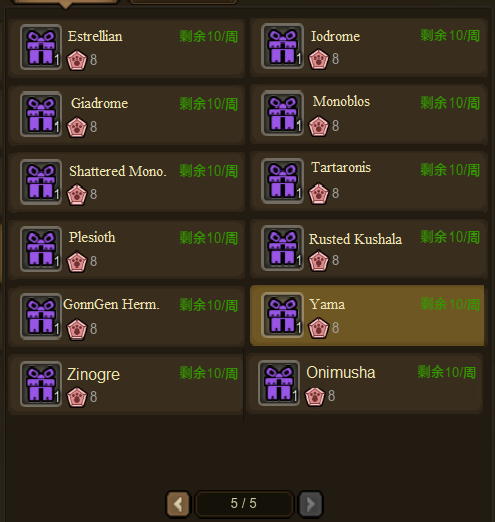 Estrellian 剩余10/周
1 8
Iodrome 剩余10/周
1 8
Giadrome 剩余10/周
1 8
Monoblos 剩余10/周
1 8
Shattered Mono. 剩余10/周
1 8
Tartaronis 剩余10/周
1 8
Plesioth 剩余10/周
1 8
Rusted Kushala 剩余10/周
1 8
GonnGen Herm. 剩余10/周
1 8
Yama 剩余10/周
1 8
Zinogre 剩余10/周
1 8
Onimusha 剩余10/周
1 8
5 / 5